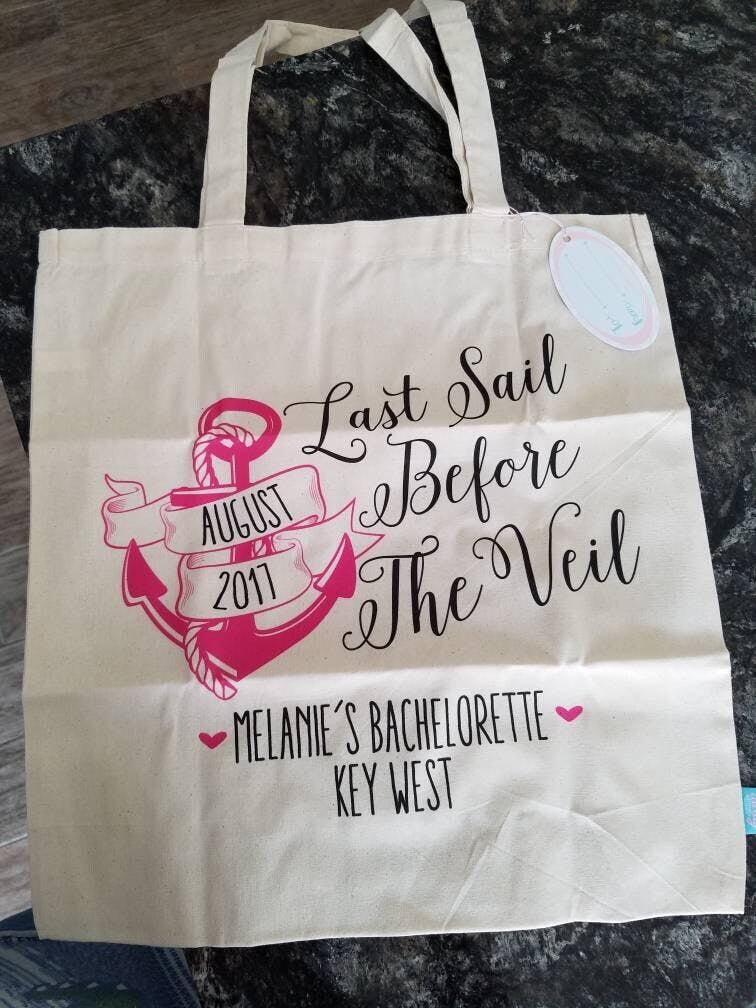 Last Sail
Before
The Veil
AUGUST
2017
MELANIE'S BACHELORETTE
KEY WEST